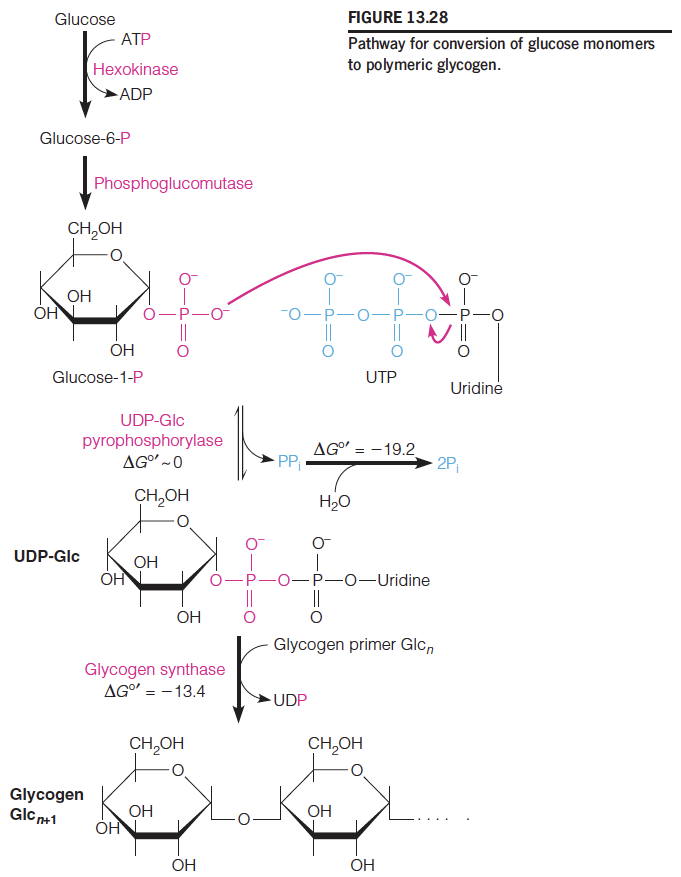 FIGURE 13.28
Pathway for conversion of glucose monomers
to polymeric glycogen.
Glucose
ATP
Hexokinase
ADP
Glucose-6-P
Phosphoglucomutase
CH₂OH
O
OH
OH
OH
O–P–O⁻
O⁻
O
Glucose-1-P
O⁻ O⁻ O⁻
⁻O–P–O–P–O–P–O
O O O
UTP
Uridine
UDP-Glc
pyrophosphorylase
ΔG°′ ~ 0
PPᵢ
ΔG°′ = −19.2
2Pᵢ
H₂O
UDP-Glc
CH₂OH
O
OH
OH
OH
O⁻ O⁻
O–P–O–P–O–Uridine
O O
Glycogen primer Glcₙ
Glycogen synthase
ΔG°′ = −13.4
UDP
Glycogen
Glcₙ₊₁
CH₂OH CH₂OH
O O
OH OH
OH O . . . . .
OH OH